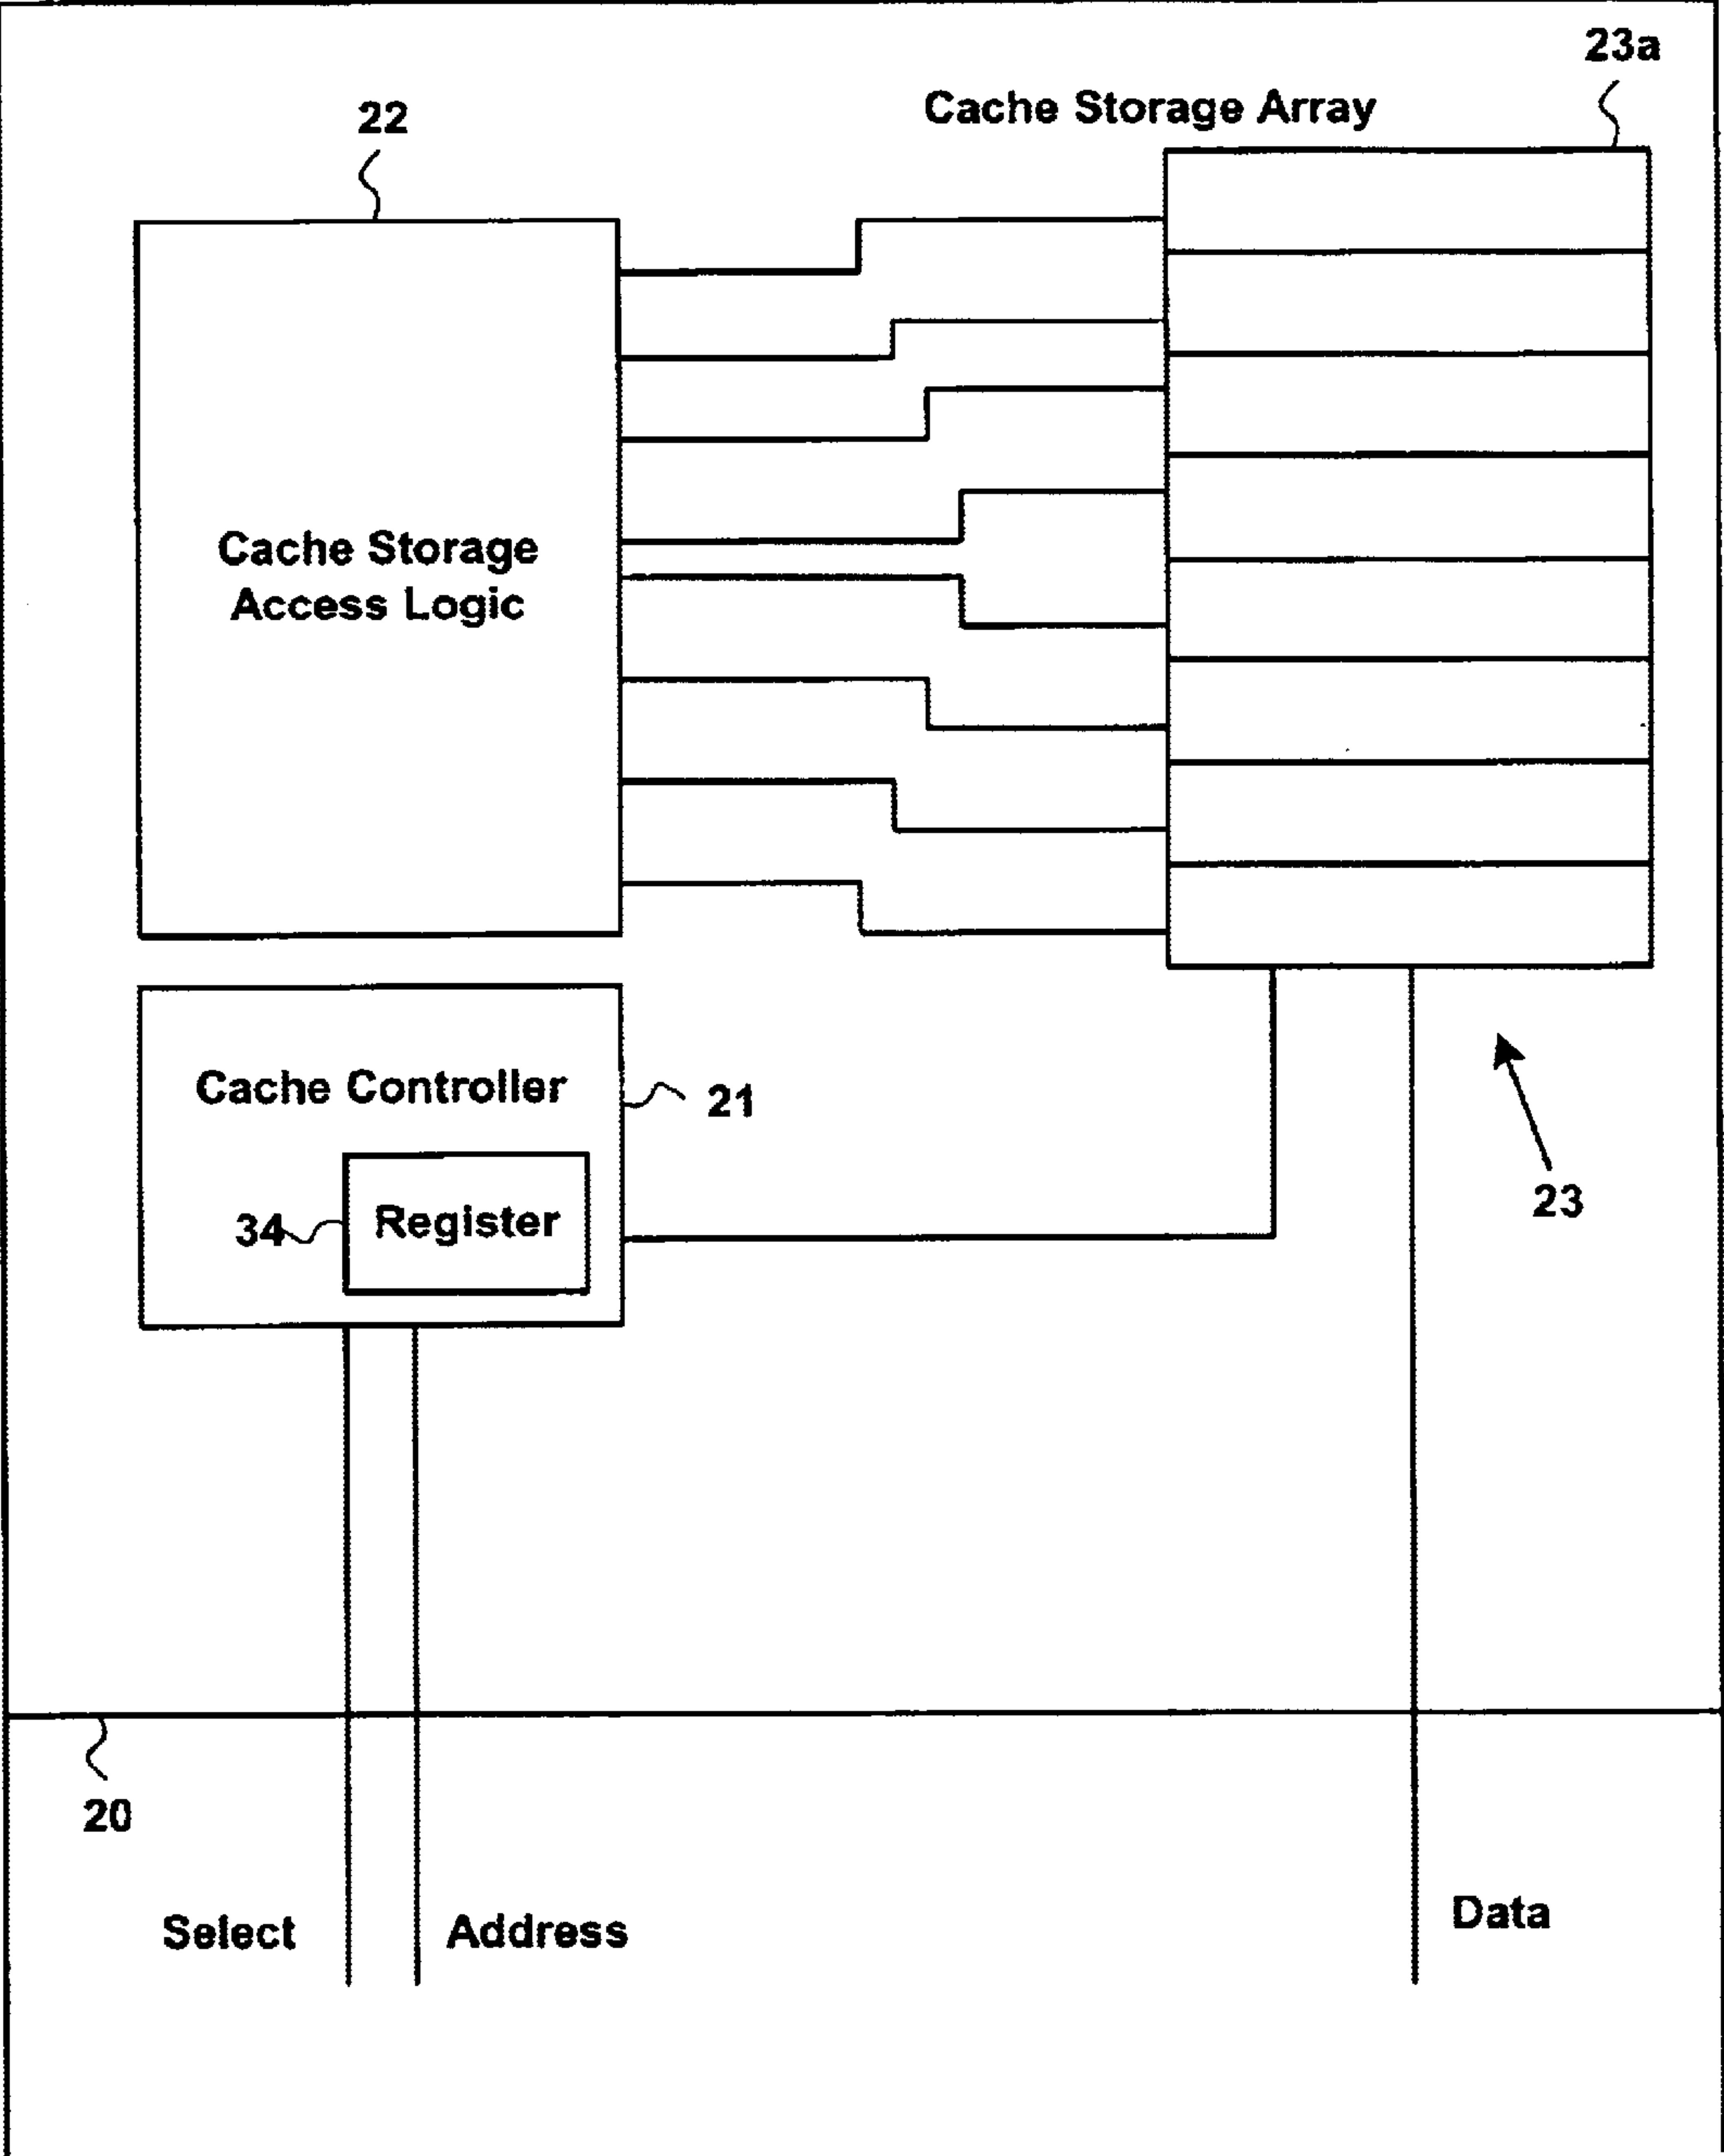 23a
Cache Storage Array
22
Cache Storage
Access Logic
Cache Controller
21
34
Register
23
20
Select
Address
Data